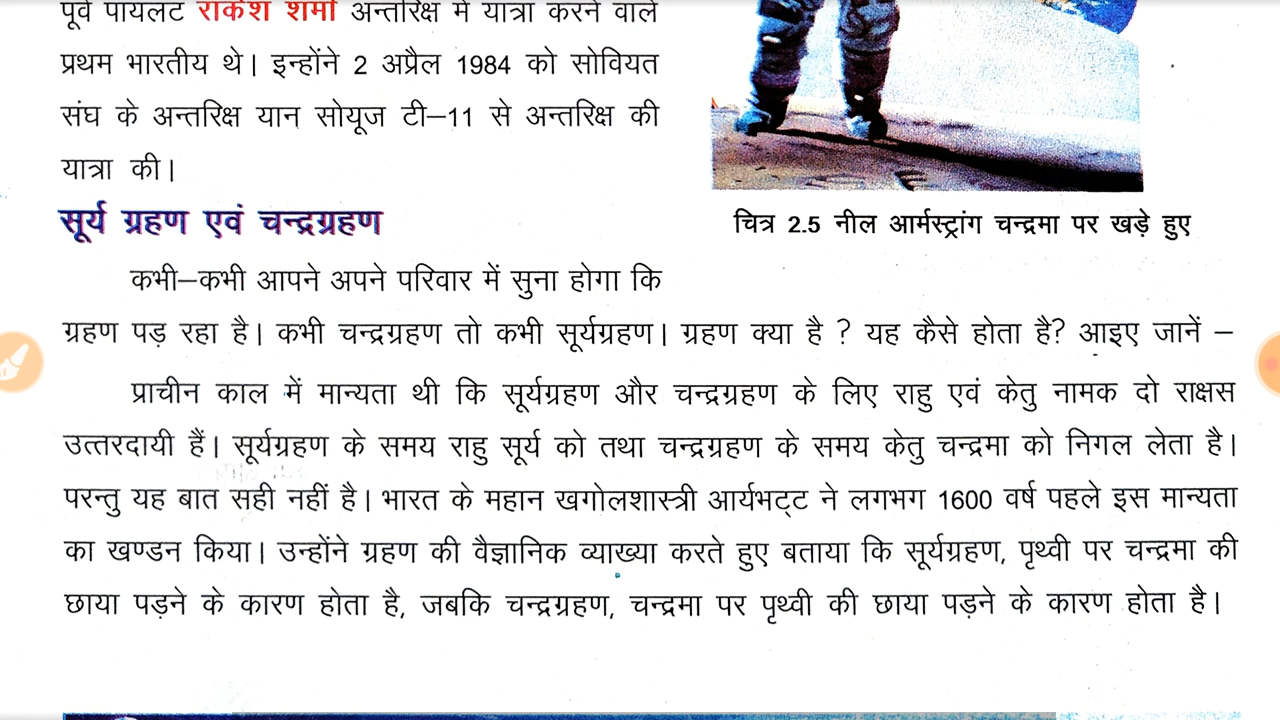 पूर्व पायलट राकेश शर्मा अन्तरिक्ष में यात्रा करने वाले
प्रथम भारतीय थे। इन्होंने 2 अप्रैल 1984 को सोवियत
संघ के अन्तरिक्ष यान सोयूज टी–11 से अन्तरिक्ष की
यात्रा की।
चित्र 2.5 नील आर्मस्ट्रांग चन्द्रमा पर खड़े हुए
सूर्य ग्रहण एवं चन्द्रग्रहण
कभी–कभी आपने अपने परिवार में सुना होगा कि
ग्रहण पड़ रहा है। कभी चन्द्रग्रहण तो कभी सूर्यग्रहण। ग्रहण क्या है ? यह कैसे होता है? आइए जानें –
प्राचीन काल में मान्यता थी कि सूर्यग्रहण और चन्द्रग्रहण के लिए राहु एवं केतु नामक दो राक्षस
उत्तरदायी हैं। सूर्यग्रहण के समय राहु सूर्य को तथा चन्द्रग्रहण के समय केतु चन्द्रमा को निगल लेता है।
परन्तु यह बात सही नहीं है। भारत के महान खगोलशास्त्री आर्यभट्ट ने लगभग 1600 वर्ष पहले इस मान्यता
का खण्डन किया। उन्होंने ग्रहण की वैज्ञानिक व्याख्या करते हुए बताया कि सूर्यग्रहण, पृथ्वी पर चन्द्रमा की
छाया पड़ने के कारण होता है, जबकि चन्द्रग्रहण, चन्द्रमा पर पृथ्वी की छाया पड़ने के कारण होता है।